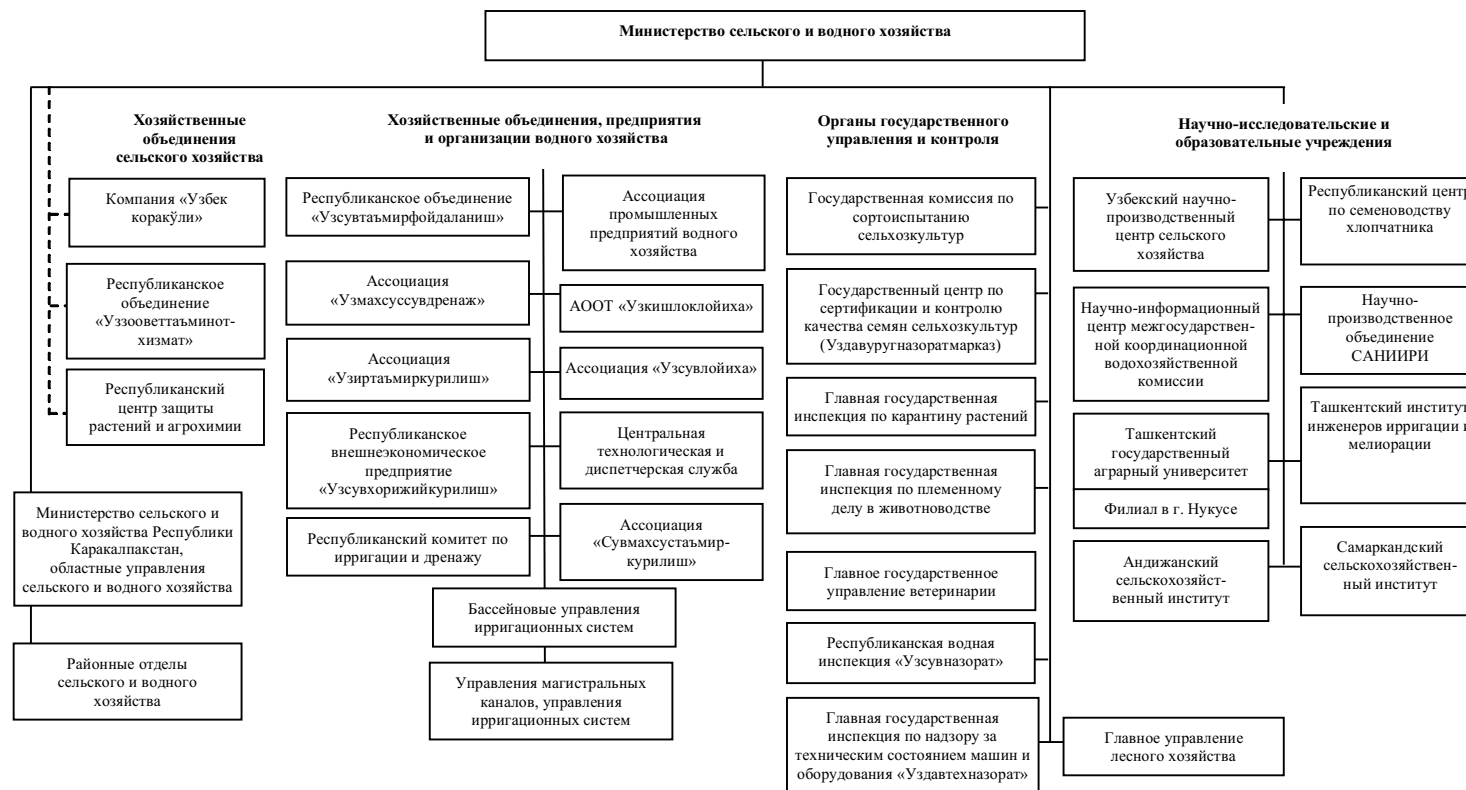 Министерство сельского и водного хозяйства
Хозяйственные
объединения
сельского хозяйства
Компания «Узбек
коракўли»
Республиканское
объединение
«Уззооветтаъминот-
хизмат»
Республиканский
центр защиты
растений и агрохимии
Министерство сельского и
водного хозяйства Республики
Каракалпакстан,
областные управления
сельского и водного хозяйства
Районные отделы
сельского и водного
хозяйства
Хозяйственные объединения, предприятия
и организации водного хозяйства
Республиканское объединение
«Узсувтаъмирфойдаланиш»
Ассоциация
«Узмахсуссувдренаж»
Ассоциация
«Узиртаъмиркурилиш»
Республиканское
внешнеэкономическое
предприятие
«Узсувхорижийкурилиш»
Республиканский комитет по
ирригации и дренажу
Ассоциация
промышленных
предприятий водного
хозяйства
АООТ «Узкишлоклойиха»
Ассоциация «Узсувлойиха»
Центральная
технологическая и
диспетчерская служба
Ассоциация
«Сувмахсустаъмир-
курилиш»
Бассейновые управления
ирригационных систем
Управления магистральных
каналов, управления
ирригационных систем
Органы государственного
управления и контроля
Государственная комиссия по
сортоиспытанию
сельхозкультур
Государственный центр по
сертификации и контролю
качества семян сельхозкультур
(Уздавуругназоратмарказ)
Главная государственная
инспекция по карантину растений
Главная государственная
инспекция по племенному
делу в животноводстве
Главное государственное
управление ветеринарии
Республиканская водная
инспекция «Узсувназорат»
Главная государственная
инспекция по надзору за
техническим состоянием машин и
оборудования «Уздавтехназорат»
Главное управление
лесного хозяйства
Научно-исследовательские и
образовательные учреждения
Узбекский научно-
производственный
центр сельского
хозяйства
Научно-информационный
центр межгосударствен-
ной координационной
водохозяйственной
комиссии
Ташкентский
государственный
аграрный университет
Филиал в г. Нукусе
Андижанский
сельскохозяйст-
венный институт
Республиканский центр
по семеноводству
хлопчатника
Научно-
производственное
объединение
САНИИРИ
Ташкентский институт
инженеров ирригации и
мелиорации
Самаркандский
сельскохозяйствен-
ный институт